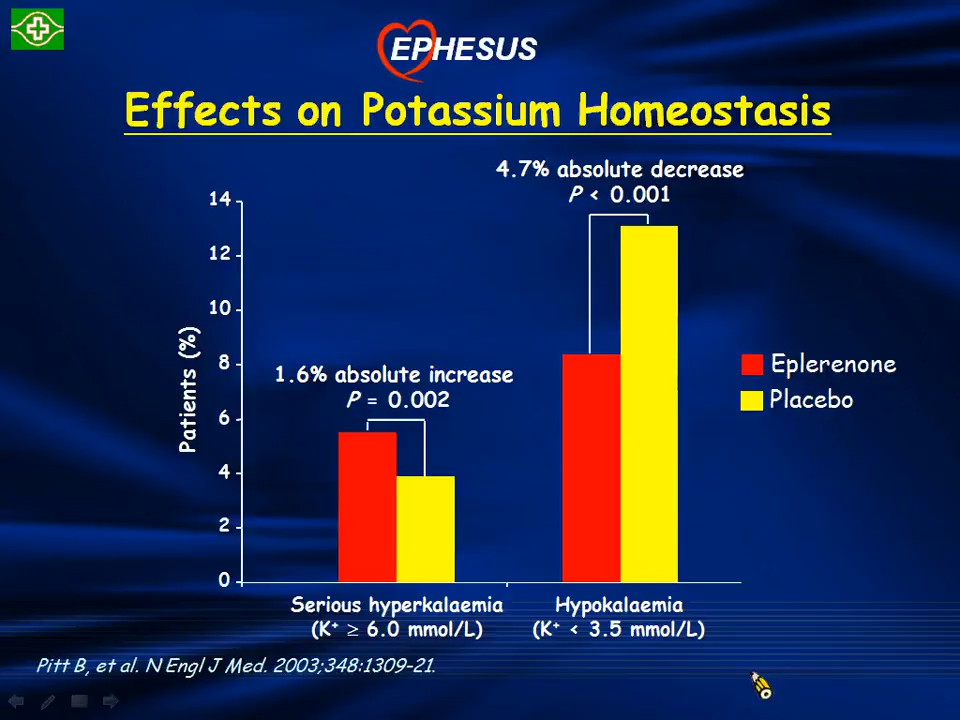 EPHESUS
Effects on Potassium Homeostasis
4.7% absolute decrease
P < 0.001
14
12
10
8
6
4
2
0
Patients (%)
1.6% absolute increase
P = 0.002
Eplerenone
Placebo
Serious hyperkalaemia
(K⁺ ≥ 6.0 mmol/L)
Hypokalaemia
(K⁺ < 3.5 mmol/L)
Pitt B, et al. N Engl J Med. 2003;348:1309-21.